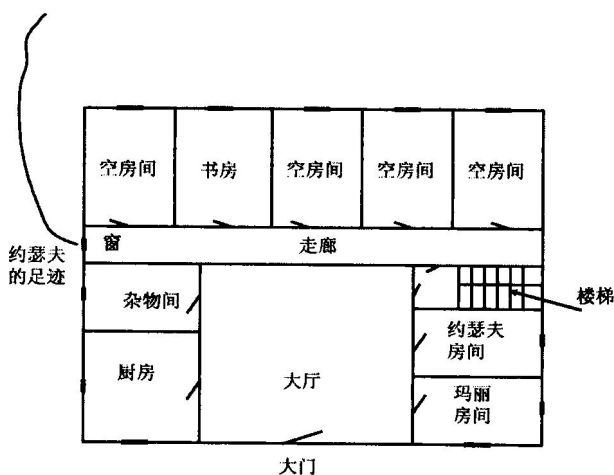 空房间 书房 空房间 空房间 空房间
约瑟夫
的足迹
窗 走廊
杂物间
楼梯
约瑟夫
房间
厨房
大厅
玛丽
房间
大门